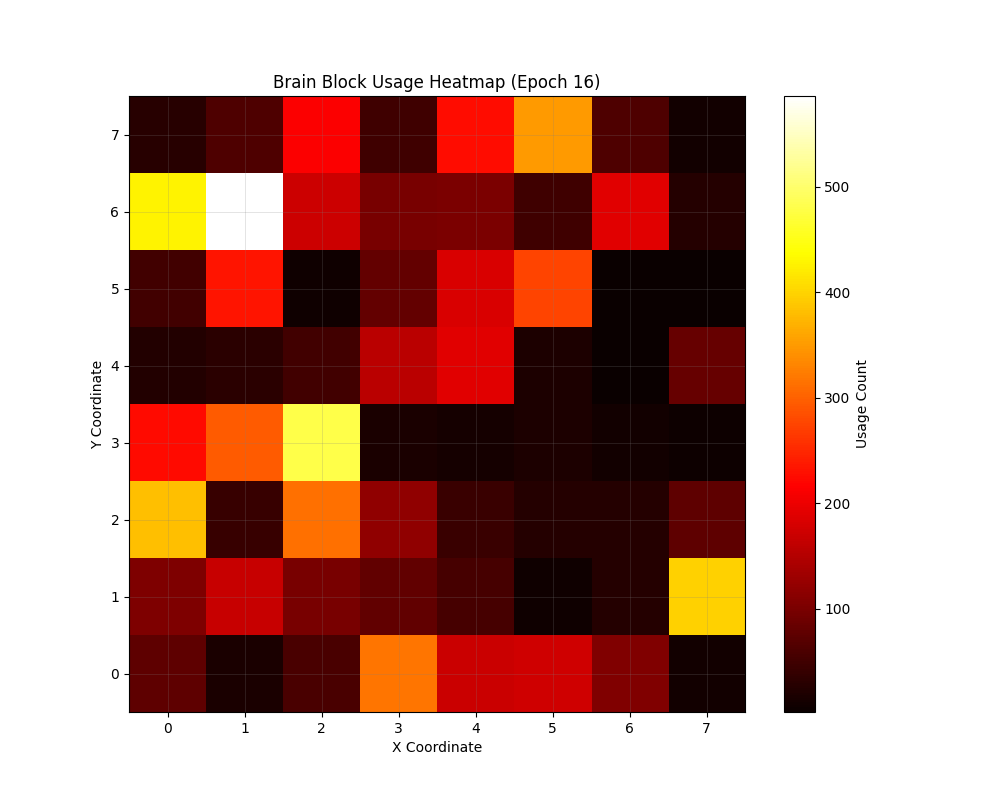 Brain Block Usage Heatmap (Epoch 16)
7
6
5
4
3
2
1
0
Y Coordinate
0 1 2 3 4 5 6 7
X Coordinate
500
400
300
200
100
Usage Count